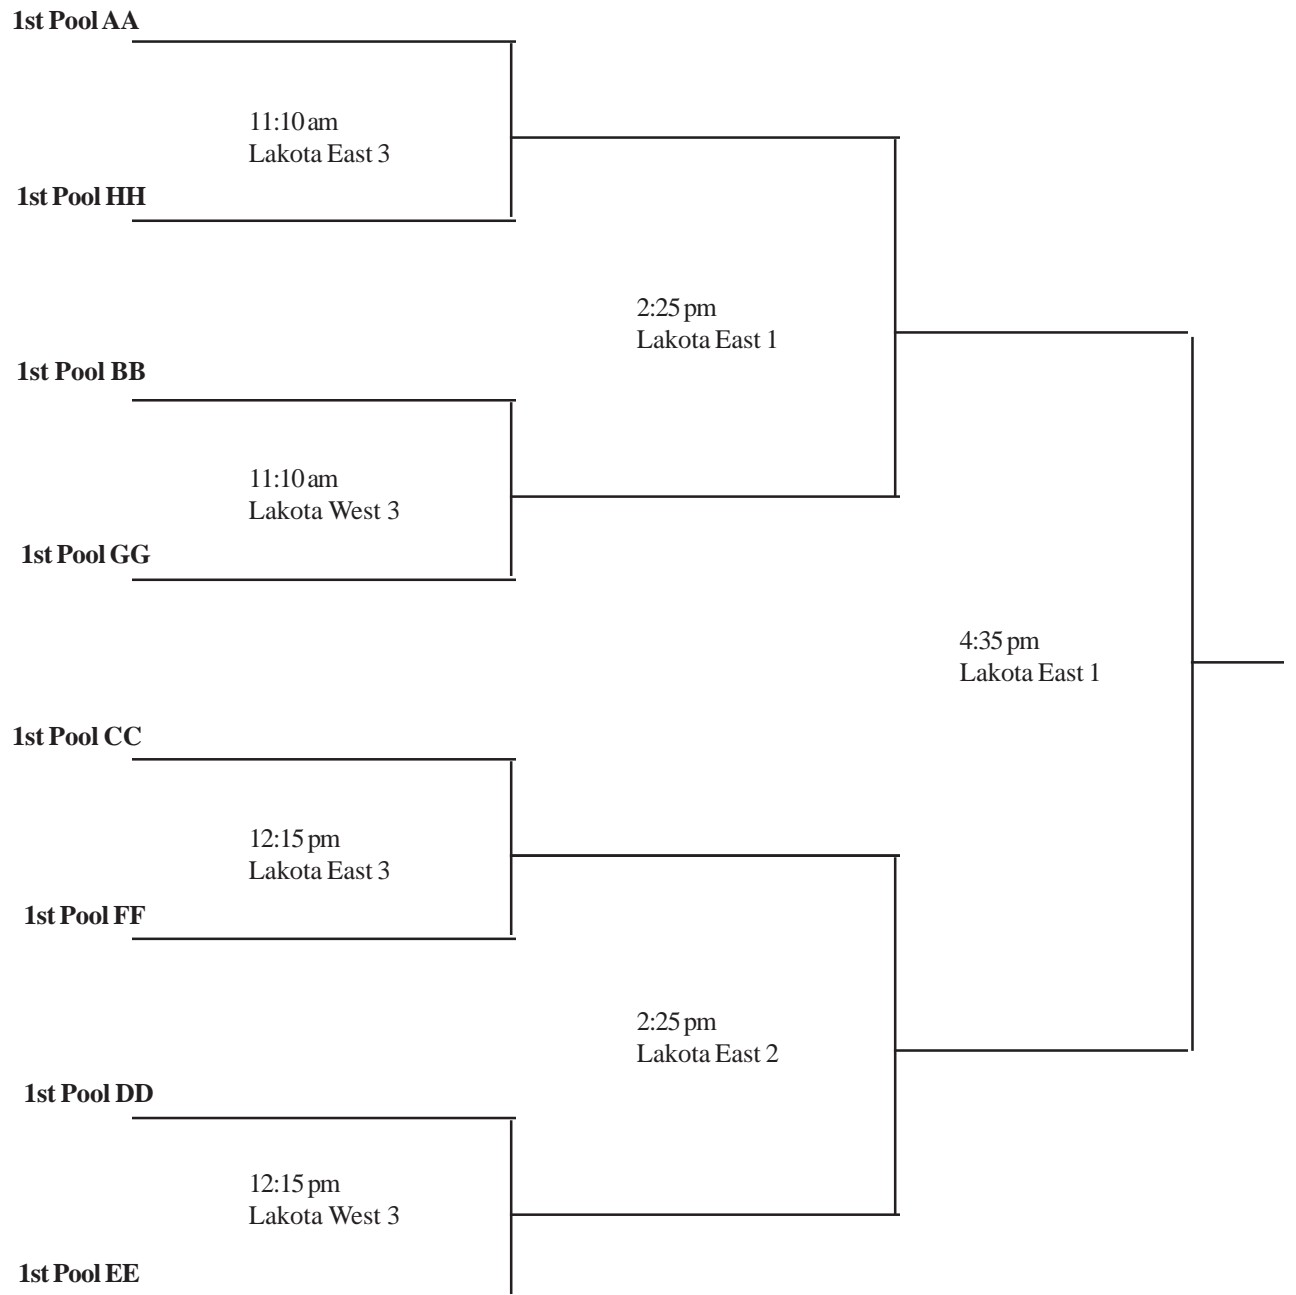 1st Pool AA
11:10 am
Lakota East 3
1st Pool HH
2:25 pm
Lakota East 1
1st Pool BB
11:10 am
Lakota West 3
1st Pool GG
4:35 pm
Lakota East 1
1st Pool CC
12:15 pm
Lakota East 3
1st Pool FF
2:25 pm
Lakota East 2
1st Pool DD
12:15 pm
Lakota West 3
1st Pool EE